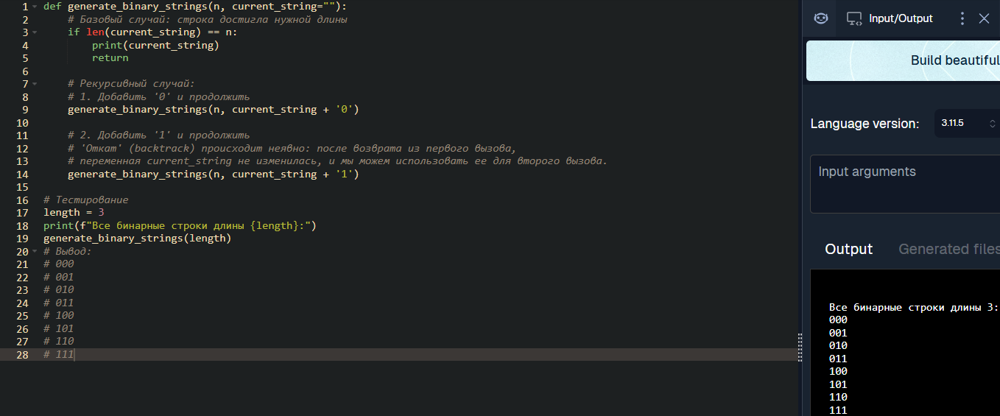 1 def generate_binary_strings(n, current_string=""):
2     # Базовый случай: строка достигла нужной длины
3     if len(current_string) == n:
4         print(current_string)
5         return
6
7     # Рекурсивный случай:
8     # 1. Добавить '0' и продолжить
9     generate_binary_strings(n, current_string + '0')
10
11     # 2. Добавить '1' и продолжить
12     # 'Откат' (backtrack) происходит неявно: после возврата из первого вызова,
13     # переменная current_string не изменилась, и мы можем использовать ее для второго вызова.
14     generate_binary_strings(n, current_string + '1')
15
16 # Тестирование
17 length = 3
18 print(f"Все бинарные строки длины {length}:")
19 generate_binary_strings(length)
20 # Вывод:
21 # 000
22 # 001
23 # 010
24 # 011
25 # 100
26 # 101
27 # 110
28 # 111
Input/Output
Build beautiful
Language version: 3.11.5
Input arguments
Output Generated files
Все бинарные строки длины 3:
000
001
010
011
100
101
110
111